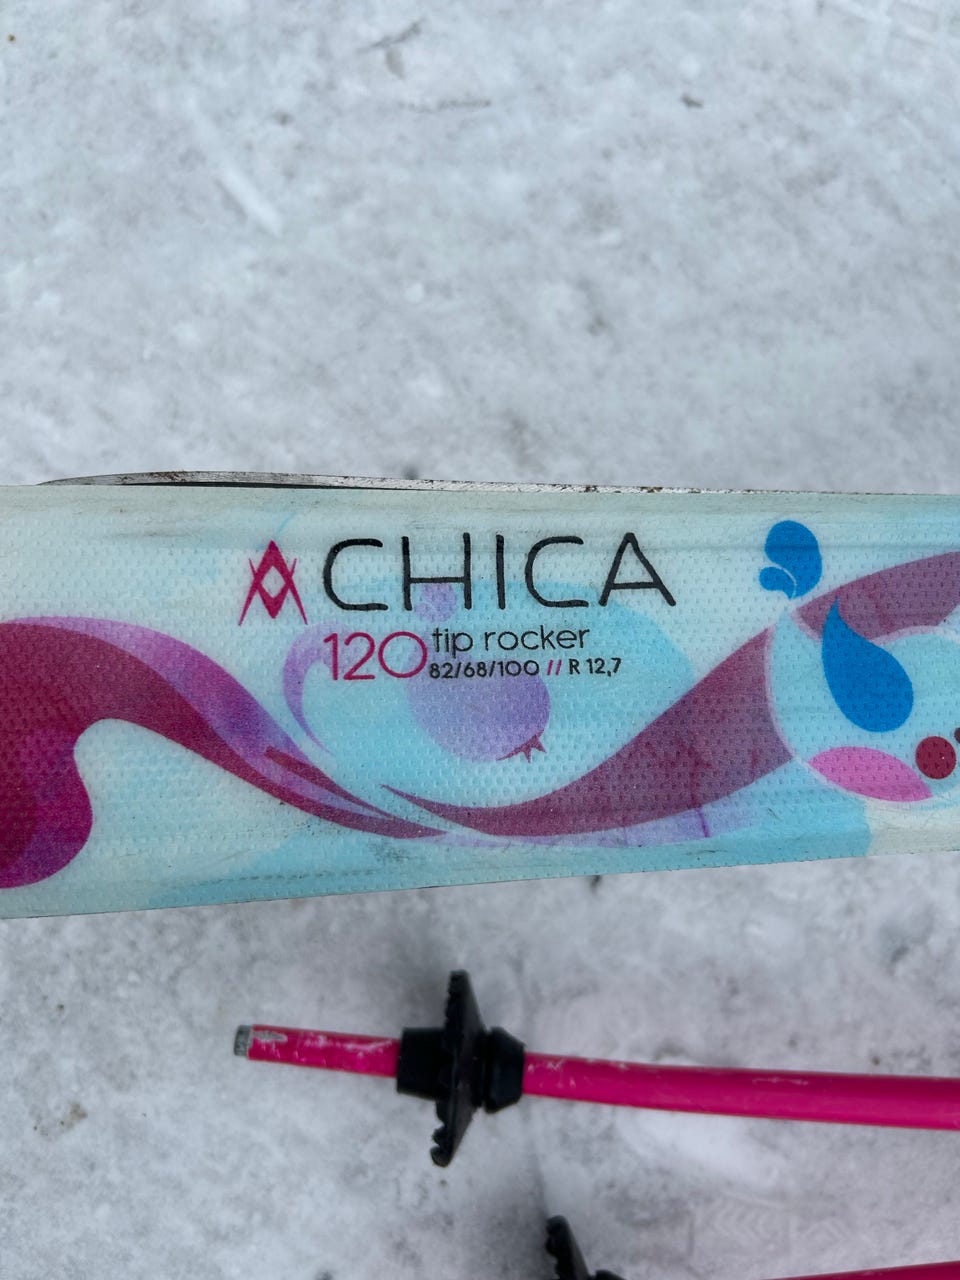 CHICA
120 tip rocker
82/68/100 // R 12,7